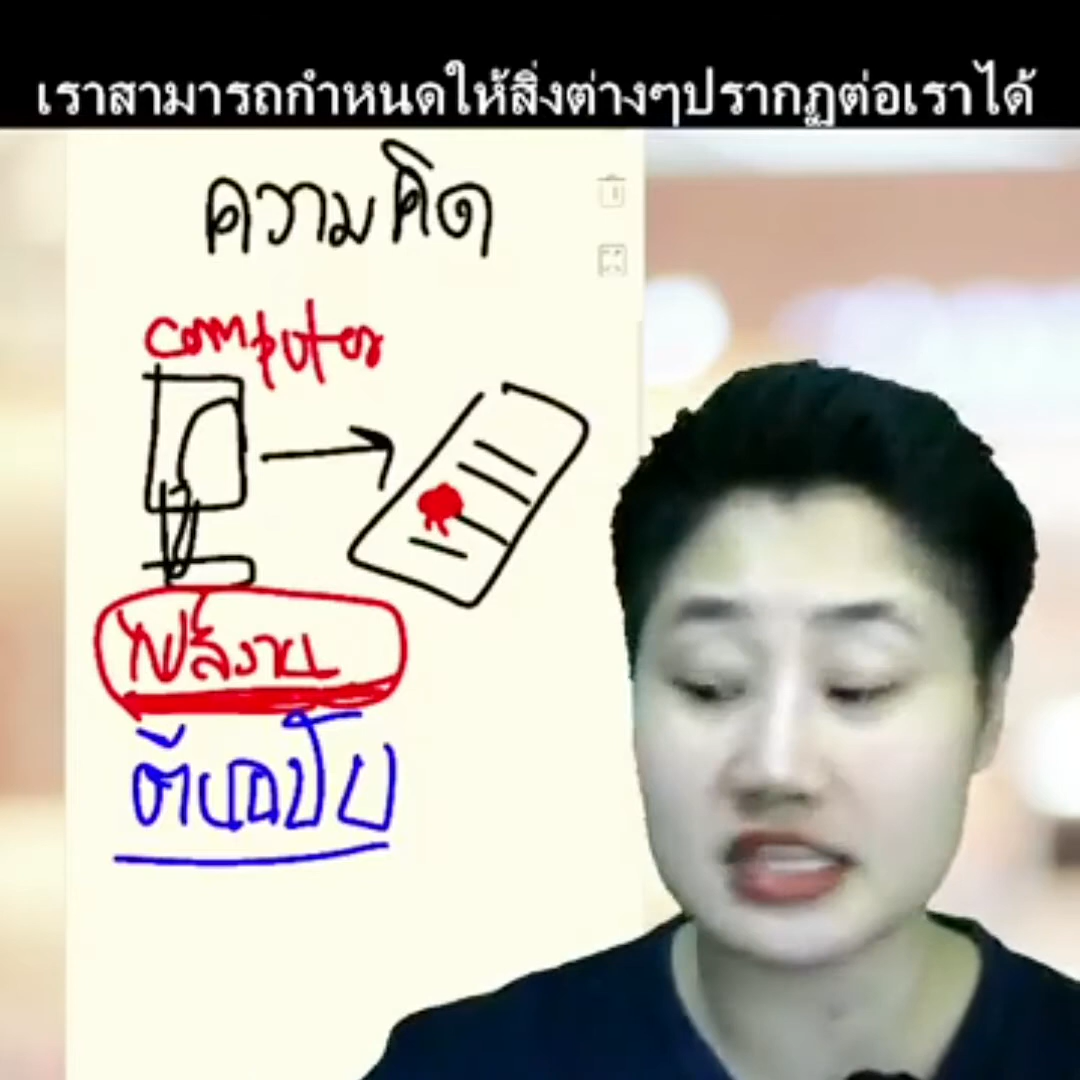 เราสามารถกำหนดให้สิ่งต่างๆปรากฏต่อเราได้
ความคิด
computer
ไฟล์งาน
ต้นฉบับ